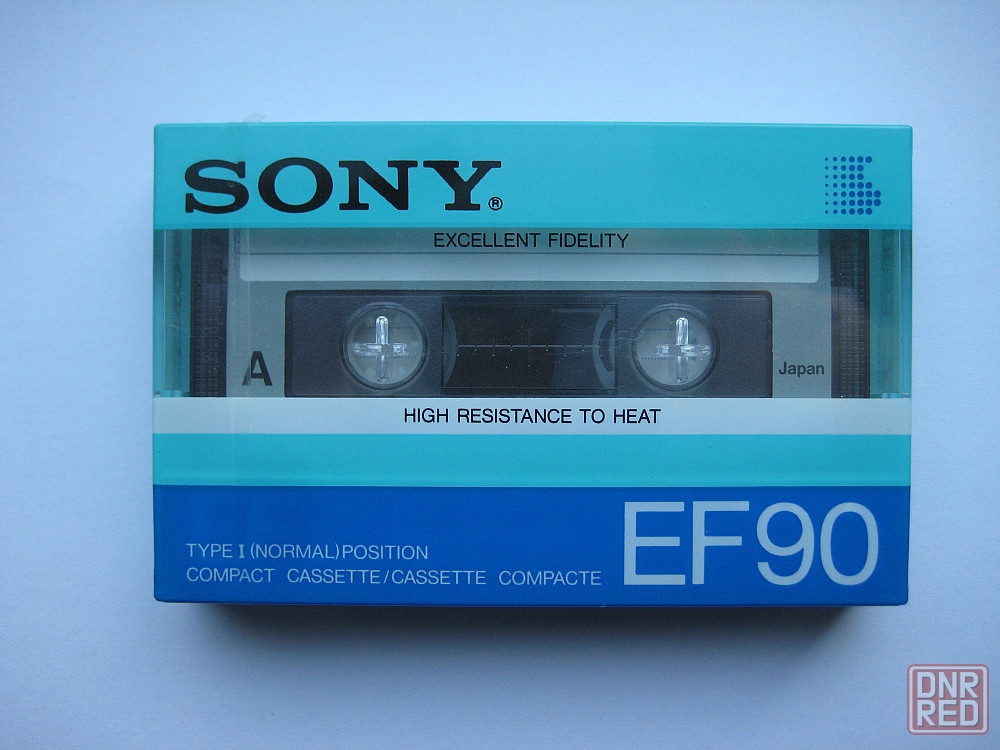 SONY®
EXCELLENT FIDELITY
A
Japan
HIGH RESISTANCE TO HEAT
EF90
TYPE I (NORMAL) POSITION
COMPACT CASSETTE/CASSETTE COMPACTE
DNR
RED